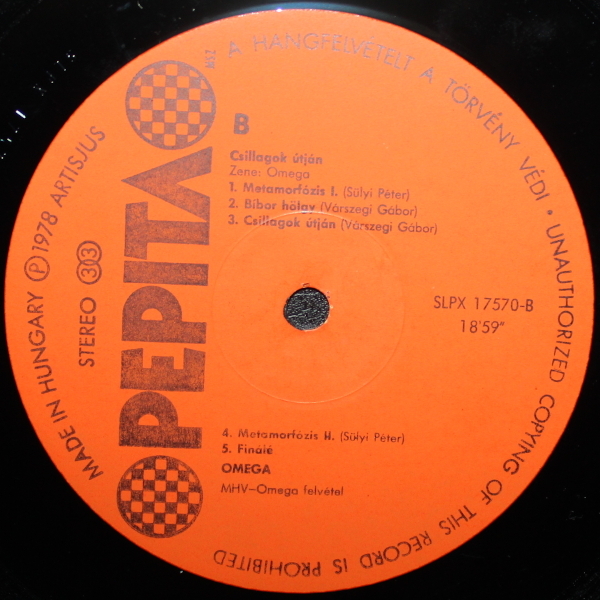 A HANGFELVÉTELT A TÖRVÉNY VÉDI • UNAUTHORIZED COPYING OF THIS RECORD IS PROHIBITED
MADE IN HUNGARY Ⓟ 1978 ARTISJUS
STEREO 33
PEPITA
MSZ
B
Csillagok útján
Zene: Omega
1. Metamorfózis I. (Sülyi Péter)
2. Bíbor hölgy (Várszegi Gábor)
3. Csillagok útján (Várszegi Gábor)
SLPX 17570-B
18'59"
4. Metamorfózis II. (Sülyi Péter)
5. Finálé
OMEGA
MHV-Omega felvétel